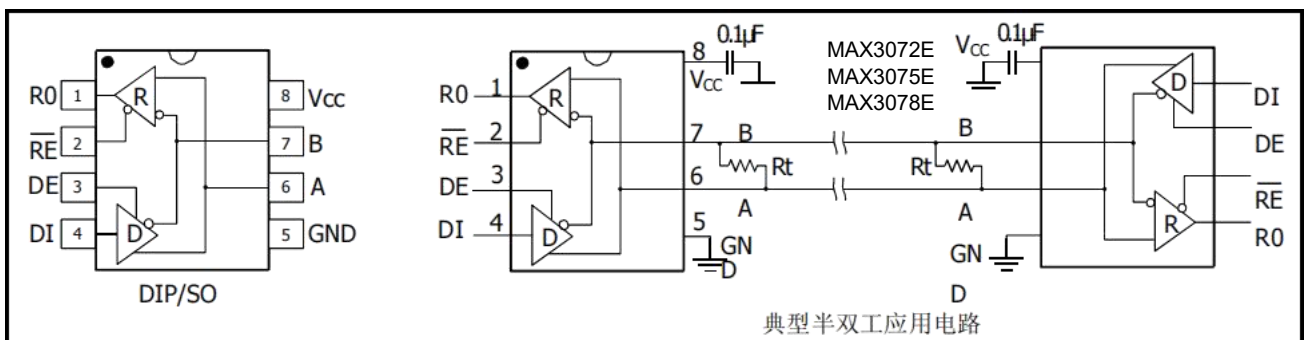 R0 1
RE 2
DE 3
DI 4
8 Vcc
7 B
6 A
5 GND
R
D
DIP/SO
R0 1
RE 2
DE 3
DI 4
R
D
0.1µF
8
VCC
7 B
Rt
6
A
5
GN
D
MAX3072E
MAX3075E
MAX3078E
VCC 0.1µF
B
Rt
A
GN
D
D
R
DI
DE
RE
R0
典型半双工应用电路